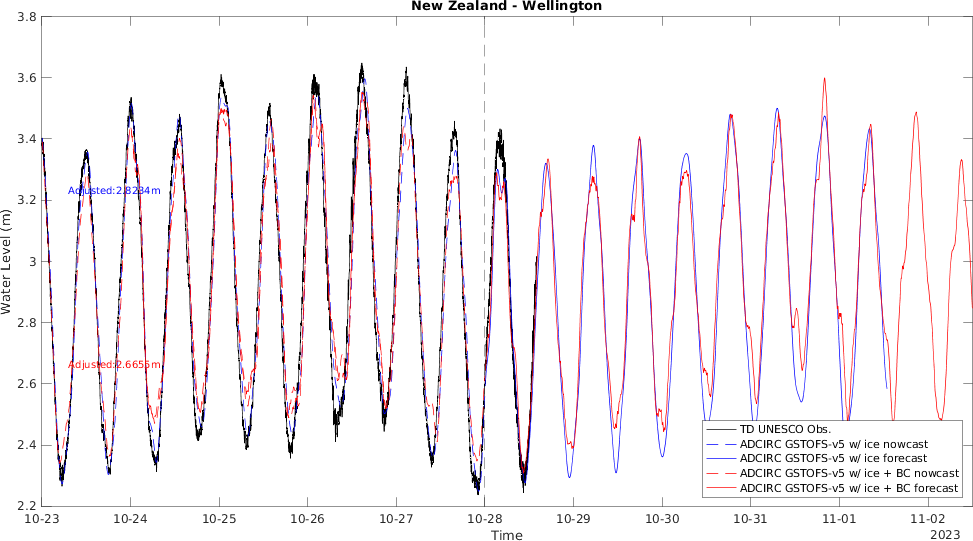 New Zealand - Wellington
3.8
3.6
3.4
3.2
3
2.8
2.6
2.4
2.2
Water Level (m)
Adjusted:2.8234m
Adjusted:2.6655m
TD UNESCO Obs.
ADCIRC GSTOFS-v5 w/ ice nowcast
ADCIRC GSTOFS-v5 w/ ice forecast
ADCIRC GSTOFS-v5 w/ ice + BC nowcast
ADCIRC GSTOFS-v5 w/ ice + BC forecast
10-23 10-24 10-25 10-26 10-27 10-28 10-29 10-30 10-31 11-01 11-02
Time
2023